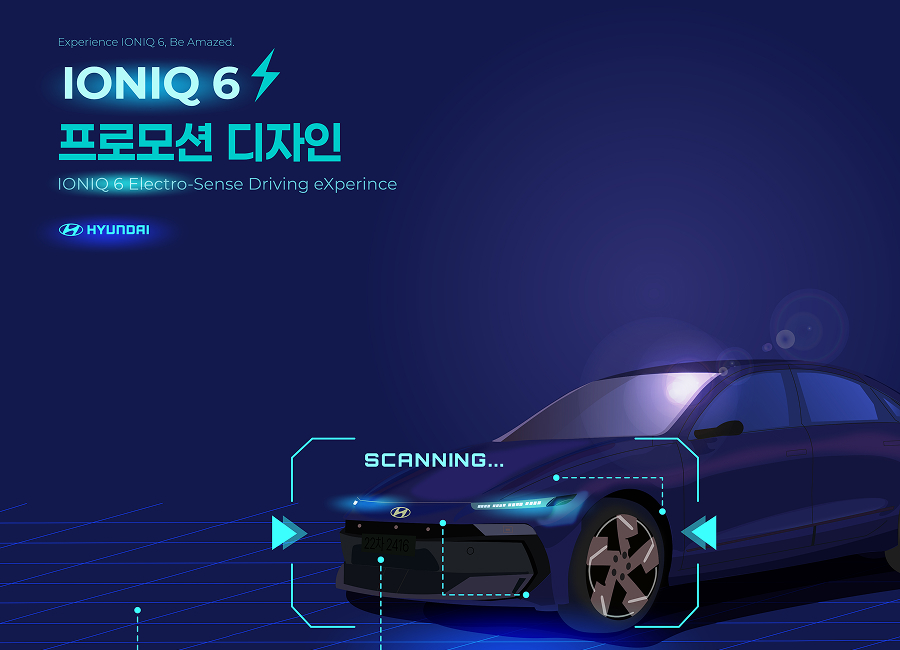 Experience IONIQ 6, Be Amazed.
IONIQ 6
프로모션 디자인
IONIQ 6 Electro-Sense Driving eXperince
HYUNDAI
SCANNING...